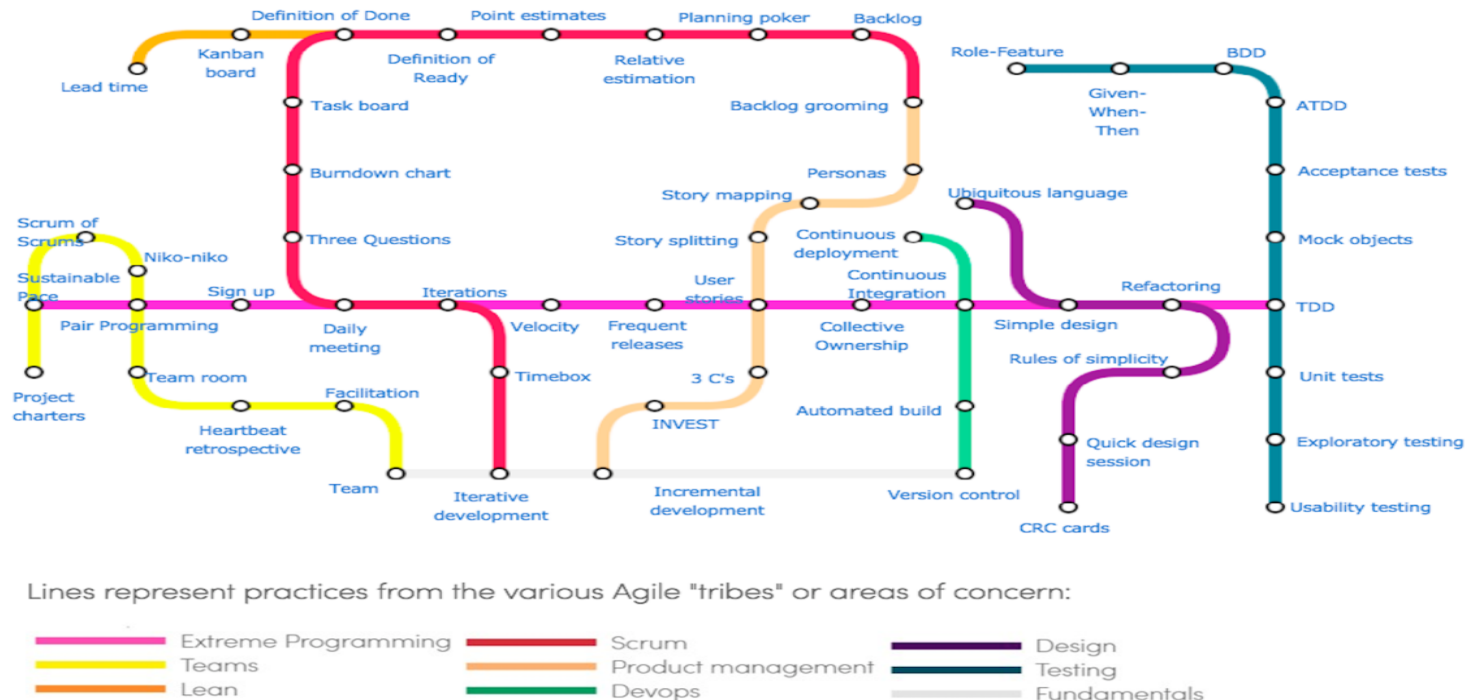 Definition of Done
Point estimates
Planning poker
Backlog
Kanban
board
Definition of
Ready
Relative
estimation
Role-Feature
BDD
Lead time
Given-
When-
Then
Task board
Backlog grooming
ATDD
Burndown chart
Personas
Acceptance tests
Story mapping
Ubiquitous language
Scrum of
Scrums
Three Questions
Story splitting
Continuous
deployment
Mock objects
Niko-niko
Sustainable
Pace
Sign up
Iterations
User
stories
Continuous
Integration
Refactoring
TDD
Pair Programming
Daily
meeting
Velocity
Frequent
releases
Collective
Ownership
Simple design
Rules of simplicity
Project
charters
Team room
Timebox
3 C's
Unit tests
Facilitation
Heartbeat
retrospective
INVEST
Automated build
Quick design
session
Exploratory testing
Team
Iterative
development
Incremental
development
Version control
CRC cards
Usability testing
Lines represent practices from the various Agile "tribes" or areas of concern:
Extreme Programming
Scrum
Design
Teams
Product management
Testing
Lean
Devops
Fundamentals